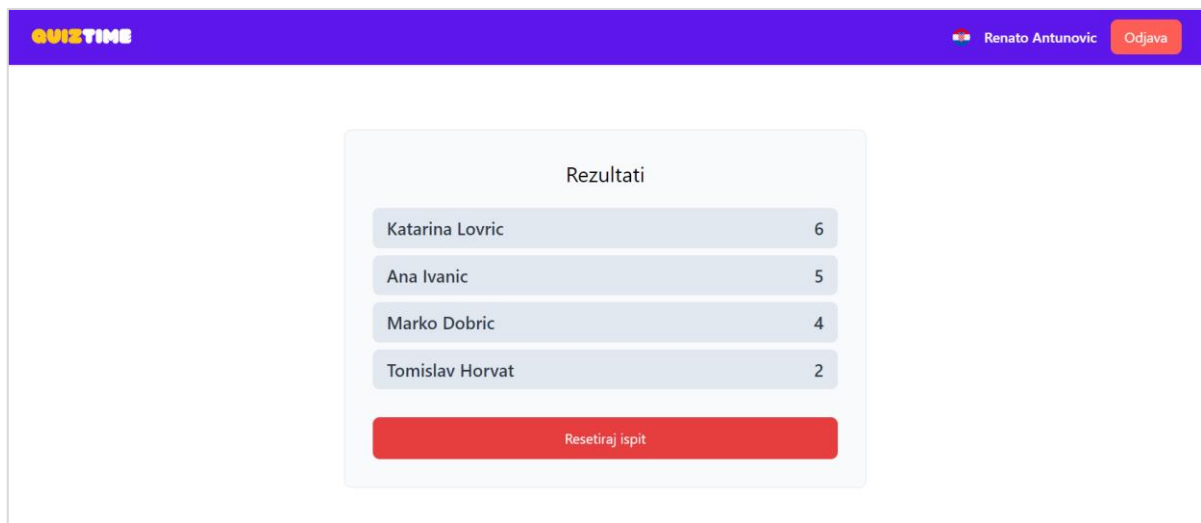 QUIZTIME
Renato Antunovic
Odjava
Rezultati
Katarina Lovric 6
Ana Ivanic 5
Marko Dobric 4
Tomislav Horvat 2
Resetiraj ispit